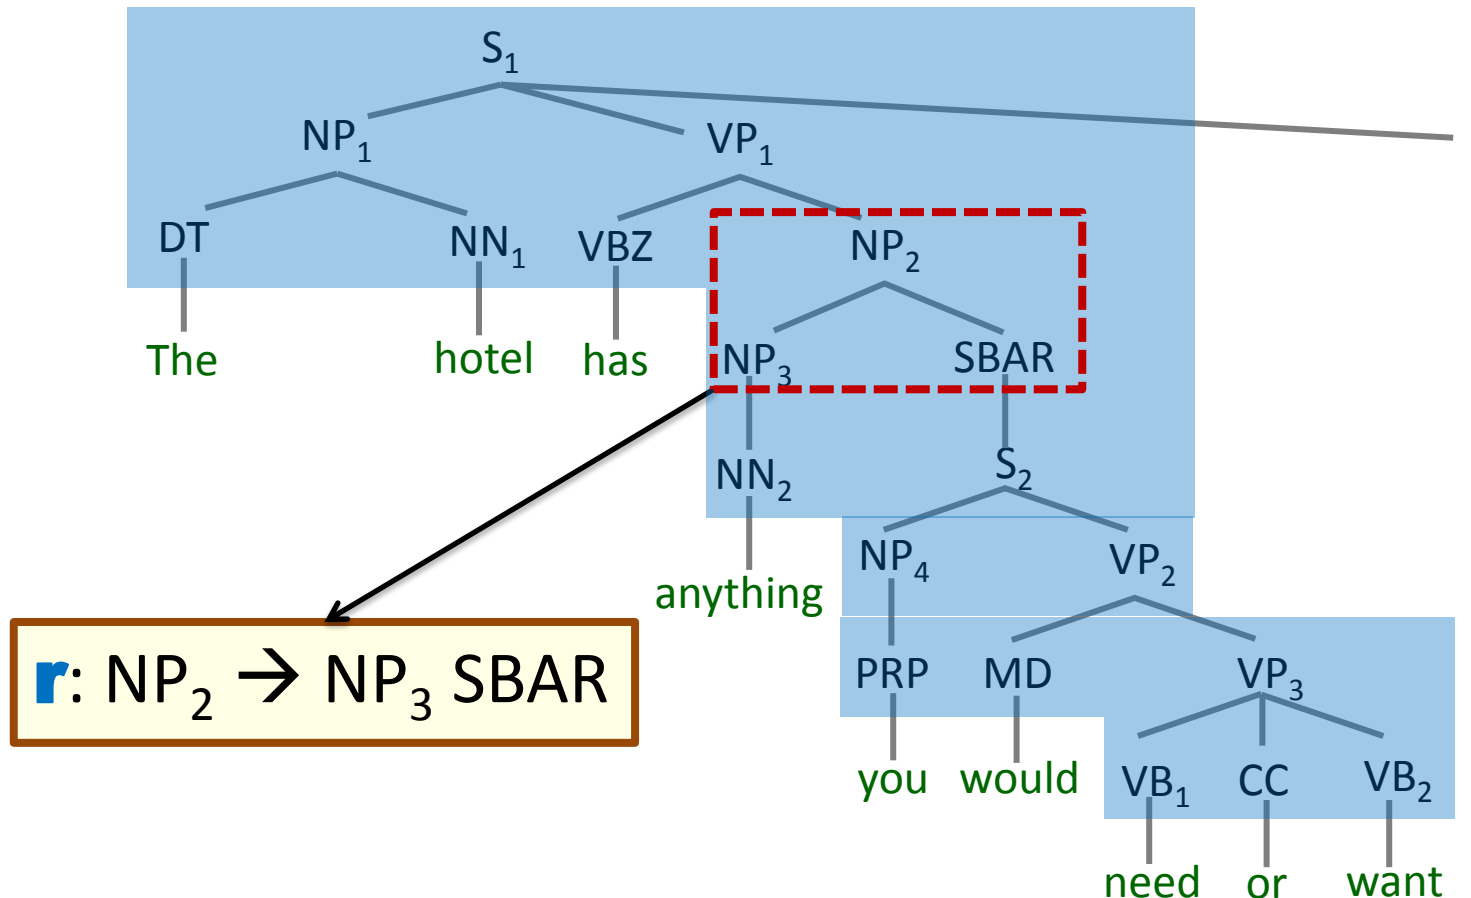 S₁
NP₁ VP₁
DT NN₁ VBZ NP₂
The hotel has NP₃ SBAR
NN₂ S₂
anything NP₄ VP₂
r: NP₂ → NP₃ SBAR
PRP MD VP₃
you would VB₁ CC VB₂
need or want